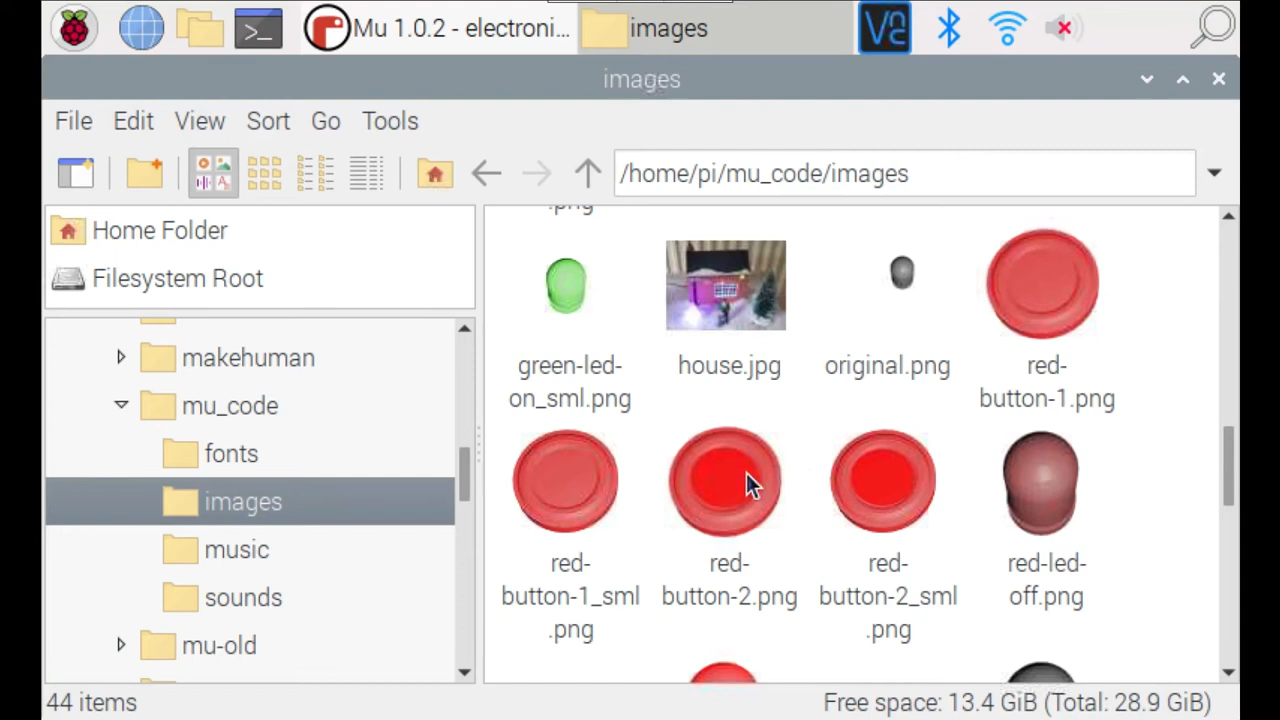 Mu 1.0.2 - electroni...
images
images
File Edit View Sort Go Tools
/home/pi/mu_code/images
Home Folder
Filesystem Root
makehuman
mu_code
fonts
images
music
sounds
mu-old
.png
green-led-
on_sml.png
house.jpg
original.png
red-
button-1.png
red-
button-1_sml
.png
red-
button-2.png
red-
button-2_sml
.png
red-led-
off.png
44 items
Free space: 13.4 GiB (Total: 28.9 GiB)